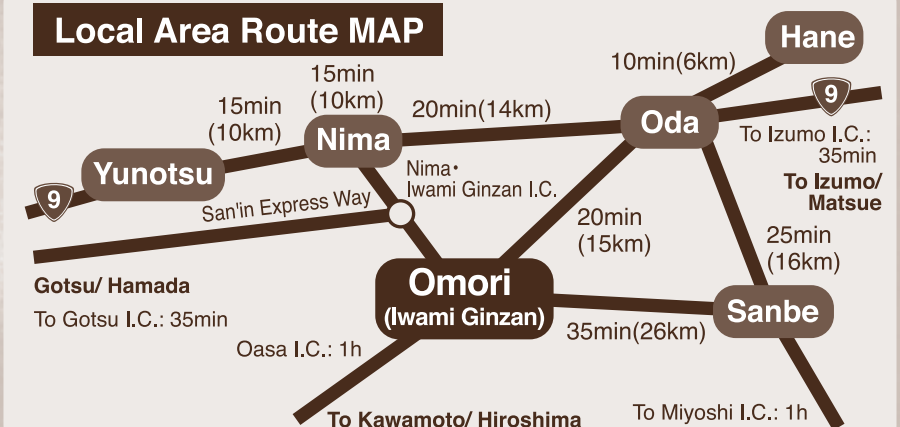 Local Area Route MAP
Hane
10min(6km)
9
15min
(10km)
15min
(10km)
20min(14km)
Oda
Nima
To Izumo I.C.:
35min
To Izumo/
Matsue
Yunotsu
9
Nima・
Iwami Ginzan I.C.
San'in Express Way
20min
(15km)
25min
(16km)
Gotsu/ Hamada
To Gotsu I.C.: 35min
Omori
(Iwami Ginzan)
Sanbe
35min(26km)
Oasa I.C.: 1h
To Kawamoto/ Hiroshima
To Miyoshi I.C.: 1h